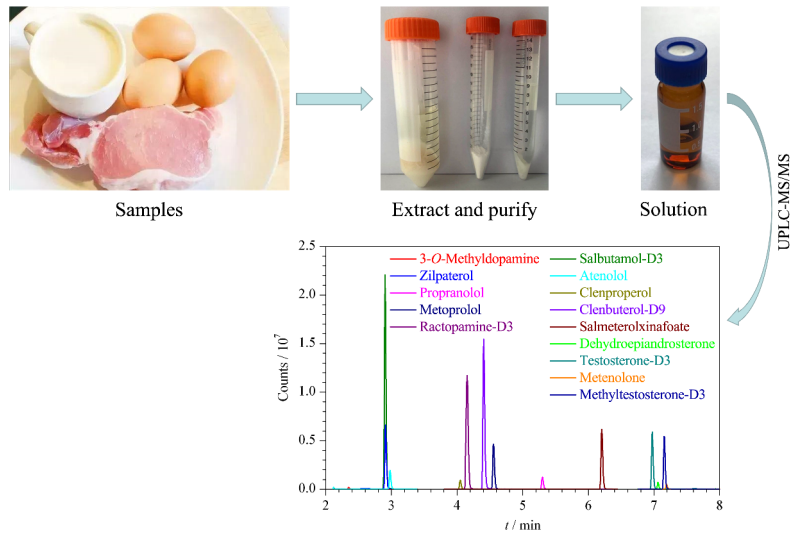 Samples
Extract and purify
Solution
UPLC-MS/MS
3-O-Methyldopamine
Zilpaterol
Propranolol
Metoprolol
Ractopamine-D3
Salbutamol-D3
Atenolol
Clenproperol
Clenbuterol-D9
Salmeterolxinafoate
Dehydroepiandrosterone
Testosterone-D3
Metenolone
Methyltestosterone-D3
Counts / 10⁷
2.5
2.0
1.5
1.0
0.5
0.0
2 3 4 5 6 7 8
t / min